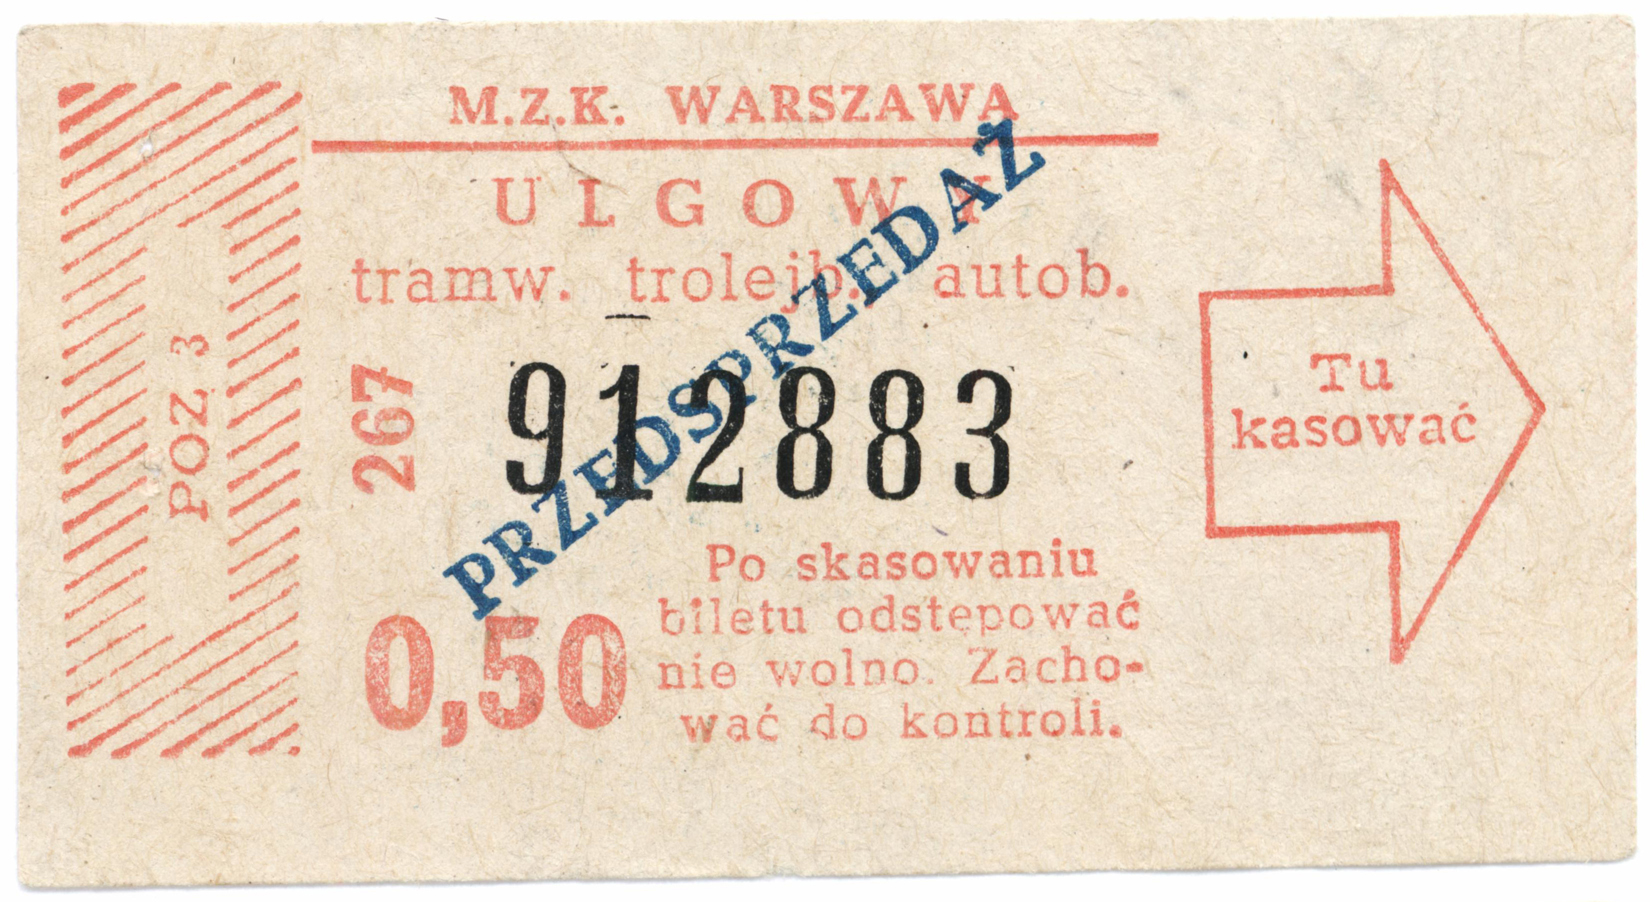 M.Z.K. WARSZAWA
ULGOWY
tramw. trolejb. autob.
PRZEDSPRZEDAŻ
POZ 3
267
912883
0,50
Po skasowaniu
biletu odstępować
nie wolno. Zacho-
wać do kontroli.
Tu
kasować